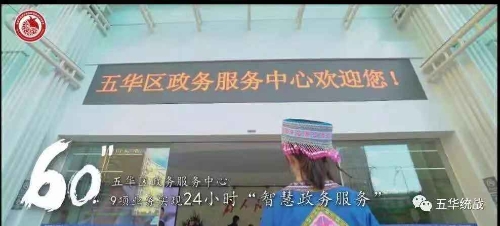 五华区政务服务中心欢迎您！
60"
五华区政务服务中心
9项业务实现24小时“智慧政务服务”
五华统战